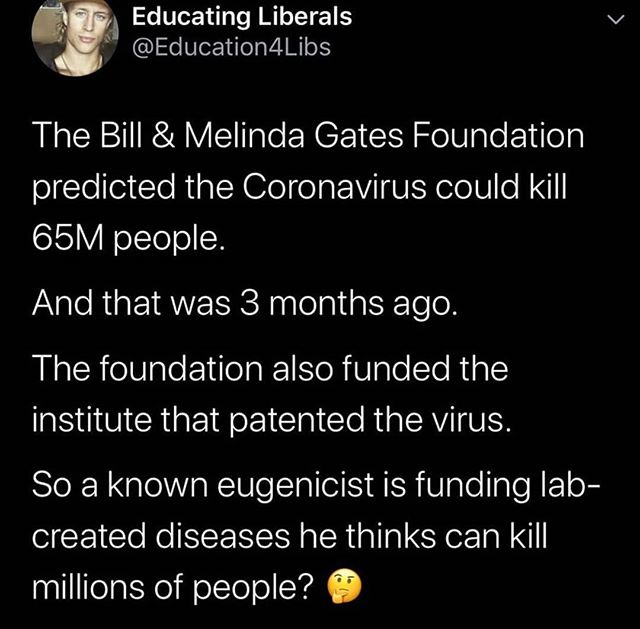 Educating Liberals
@Education4Libs
The Bill & Melinda Gates Foundation
predicted the Coronavirus could kill
65M people.
And that was 3 months ago.
The foundation also funded the
institute that patented the virus.
So a known eugenicist is funding lab-
created diseases he thinks can kill
millions of people? 🤔